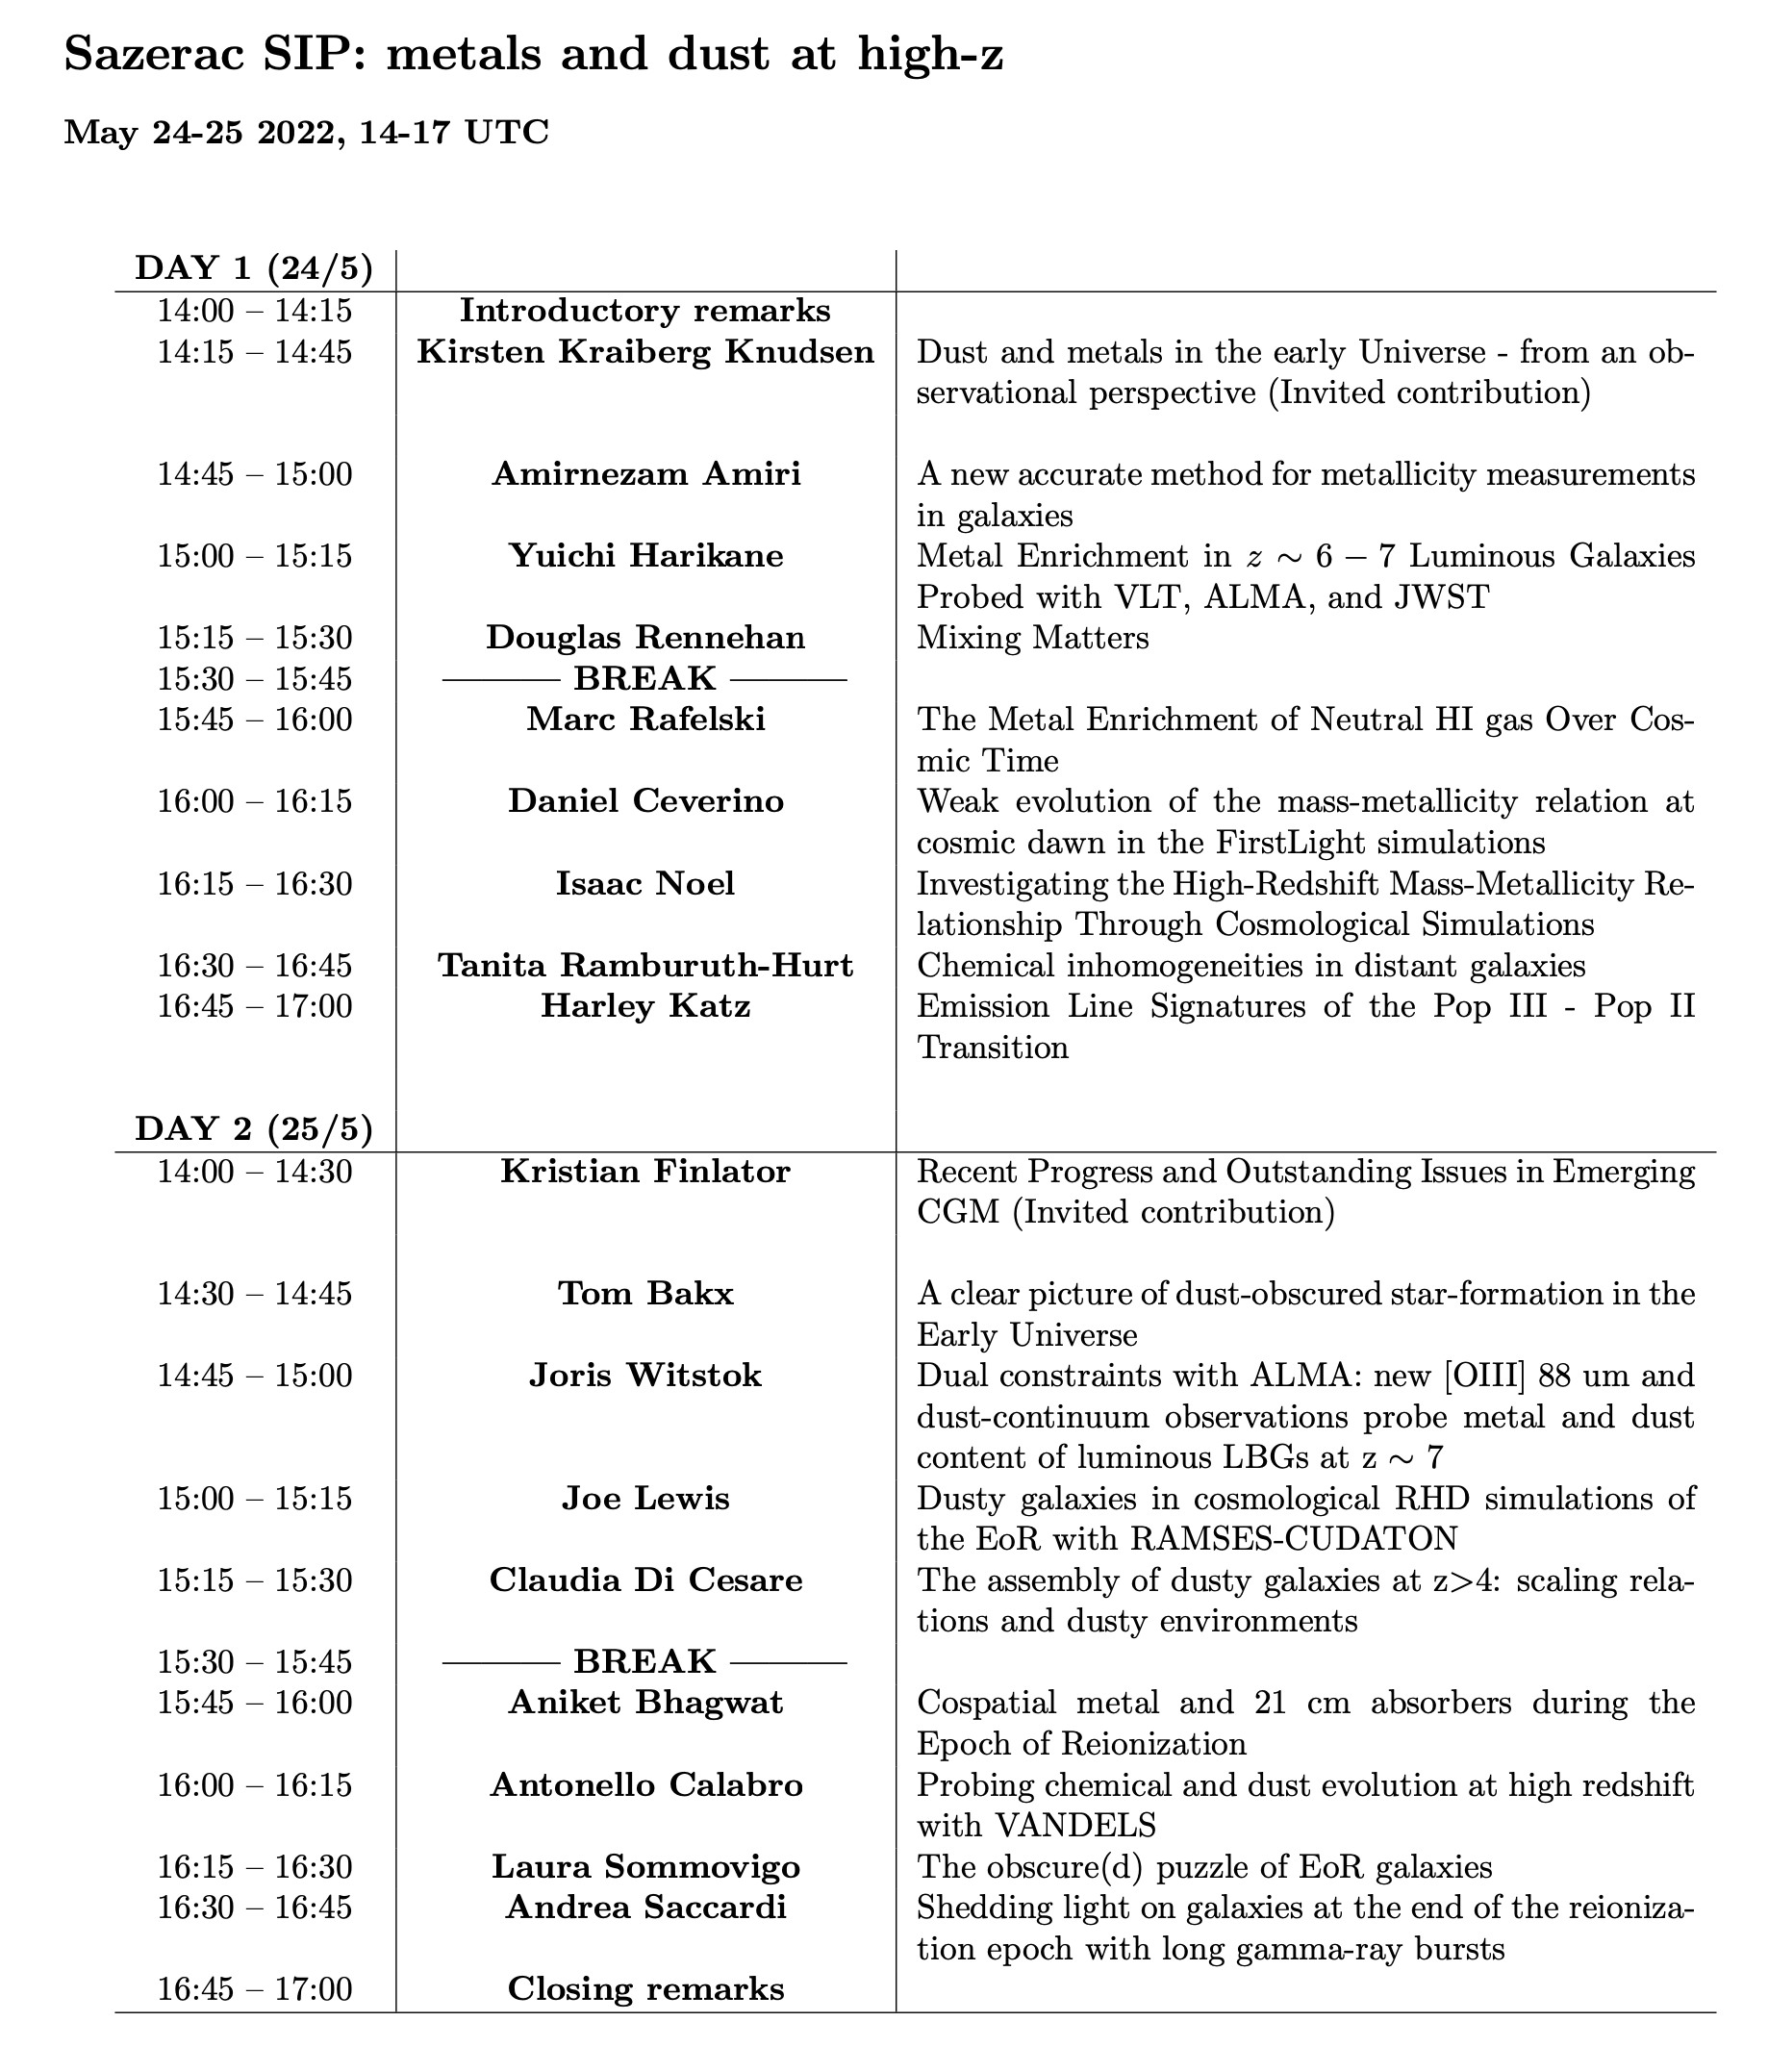 Sazerac SIP: metals and dust at high-z
May 24-25 2022, 14-17 UTC
DAY 1 (24/5)
14:00 – 14:15 Introductory remarks
14:15 – 14:45 Kirsten Kraiberg Knudsen Dust and metals in the early Universe - from an ob-
servational perspective (Invited contribution)
14:45 – 15:00 Amirnezam Amiri A new accurate method for metallicity measurements
in galaxies
15:00 – 15:15 Yuichi Harikane Metal Enrichment in z ∼ 6 − 7 Luminous Galaxies
Probed with VLT, ALMA, and JWST
15:15 – 15:30 Douglas Rennehan Mixing Matters
15:30 – 15:45 ——— BREAK ———
15:45 – 16:00 Marc Rafelski The Metal Enrichment of Neutral HI gas Over Cos-
mic Time
16:00 – 16:15 Daniel Ceverino Weak evolution of the mass-metallicity relation at
cosmic dawn in the FirstLight simulations
16:15 – 16:30 Isaac Noel Investigating the High-Redshift Mass-Metallicity Re-
lationship Through Cosmological Simulations
16:30 – 16:45 Tanita Ramburuth-Hurt Chemical inhomogeneities in distant galaxies
16:45 – 17:00 Harley Katz Emission Line Signatures of the Pop III - Pop II
Transition
DAY 2 (25/5)
14:00 – 14:30 Kristian Finlator Recent Progress and Outstanding Issues in Emerging
CGM (Invited contribution)
14:30 – 14:45 Tom Bakx A clear picture of dust-obscured star-formation in the
Early Universe
14:45 – 15:00 Joris Witstok Dual constraints with ALMA: new [OIII] 88 um and
dust-continuum observations probe metal and dust
content of luminous LBGs at z ∼ 7
15:00 – 15:15 Joe Lewis Dusty galaxies in cosmological RHD simulations of
the EoR with RAMSES-CUDATON
15:15 – 15:30 Claudia Di Cesare The assembly of dusty galaxies at z>4: scaling rela-
tions and dusty environments
15:30 – 15:45 ——— BREAK ———
15:45 – 16:00 Aniket Bhagwat Cospatial metal and 21 cm absorbers during the
Epoch of Reionization
16:00 – 16:15 Antonello Calabro Probing chemical and dust evolution at high redshift
with VANDELS
16:15 – 16:30 Laura Sommovigo The obscure(d) puzzle of EoR galaxies
16:30 – 16:45 Andrea Saccardi Shedding light on galaxies at the end of the reioniza-
tion epoch with long gamma-ray bursts
16:45 – 17:00 Closing remarks